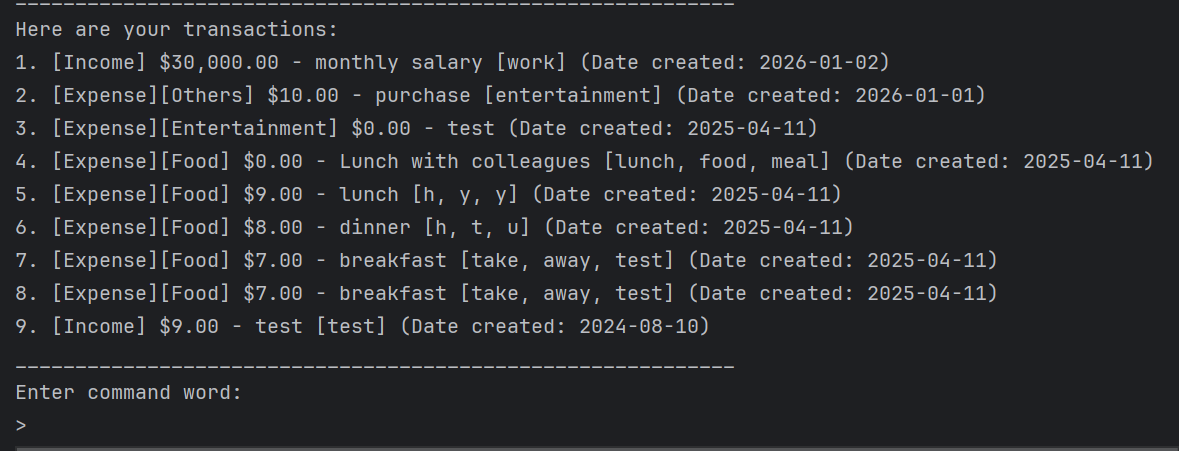 ____________________________________________________________
Here are your transactions:
1. [Income] $30,000.00 - monthly salary [work] (Date created: 2026-01-02)
2. [Expense][Others] $10.00 - purchase [entertainment] (Date created: 2026-01-01)
3. [Expense][Entertainment] $0.00 - test (Date created: 2025-04-11)
4. [Expense][Food] $0.00 - Lunch with colleagues [lunch, food, meal] (Date created: 2025-04-11)
5. [Expense][Food] $9.00 - lunch [h, y, y] (Date created: 2025-04-11)
6. [Expense][Food] $8.00 - dinner [h, t, u] (Date created: 2025-04-11)
7. [Expense][Food] $7.00 - breakfast [take, away, test] (Date created: 2025-04-11)
8. [Expense][Food] $7.00 - breakfast [take, away, test] (Date created: 2025-04-11)
9. [Income] $9.00 - test [test] (Date created: 2024-08-10)
____________________________________________________________
Enter command word:
>